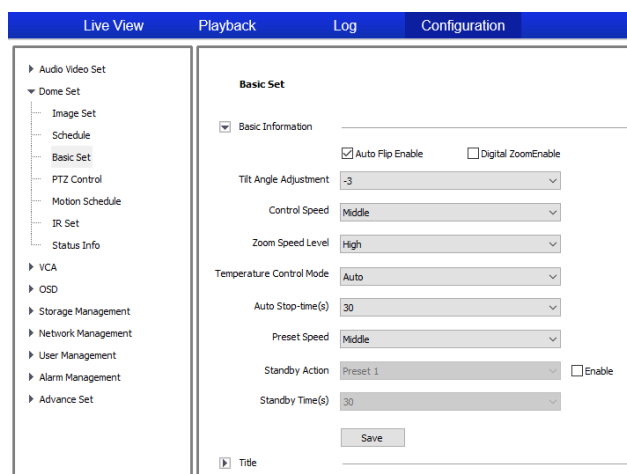 Live View Playback Log Configuration
Audio Video Set
Dome Set
Image Set
Schedule
Basic Set
PTZ Control
Motion Schedule
IR Set
Status Info
VCA
OSD
Storage Management
Network Management
User Management
Alarm Management
Advance Set
Basic Set
Basic Information
Auto Flip Enable Digital ZoomEnable
Tilt Angle Adjustment -3
Control Speed Middle
Zoom Speed Level High
Temperature Control Mode Auto
Auto Stop-time(s) 30
Preset Speed Middle
Standby Action Preset 1 Enable
Standby Time(s) 30
Save
Title